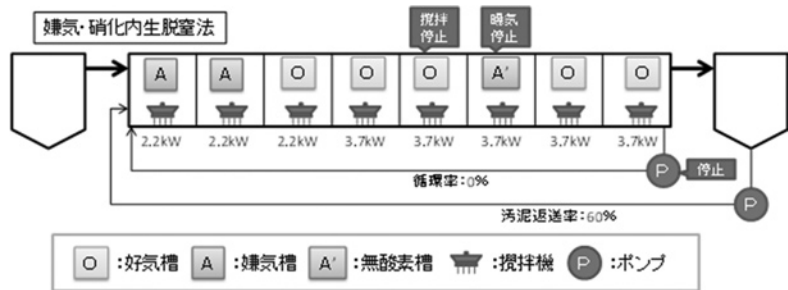 嫌気・硝化内生脱窒法
撹拌
停止
曝気
停止
A A O O O A' O O
2.2kW 2.2kW 2.2kW 3.7kW 3.7kW 3.7kW 3.7kW 3.7kW
P 停止
循環率:0%
P
汚泥返送率:60%
O :好気槽 A :嫌気槽 A' :無酸素槽 :撹拌機 P :ポンプ